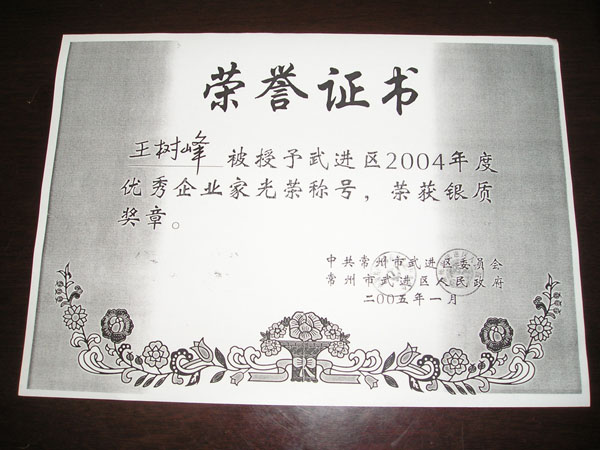 荣誉证书
王树峰 被授予武进区2004年度
优秀企业家光荣称号，荣获银质
奖章。
中共常州市武进区委员会
常州市武进区人民政府
二00五年一月